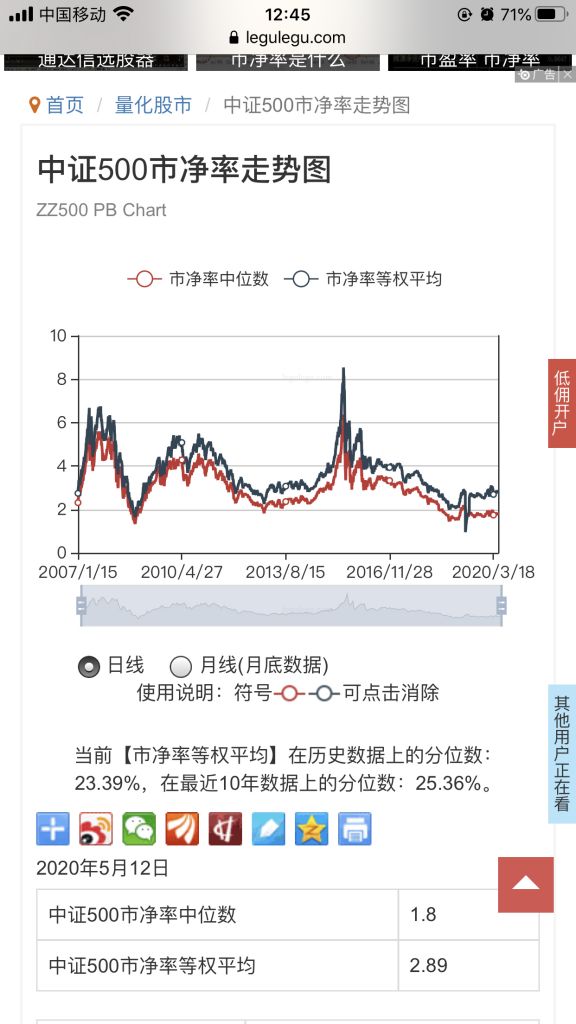 中国移动
12:45
71%
legulegu.com
通达信选股器
市净率是什么
市盈率 市净率
广告
首页 / 量化股市 / 中证500市净率走势图
中证500市净率走势图
ZZ500 PB Chart
市净率中位数 市净率等权平均
10
8
6
4
2
0
2007/1/15 2010/4/27 2013/8/15 2016/11/28 2020/3/18
低佣开户
日线 月线(月底数据)
使用说明：符号可点击消除
其他用户正在看
当前【市净率等权平均】在历史数据上的分位数：
23.39%，在最近10年数据上的分位数：25.36%。
2020年5月12日
中证500市净率中位数 1.8
中证500市净率等权平均 2.89